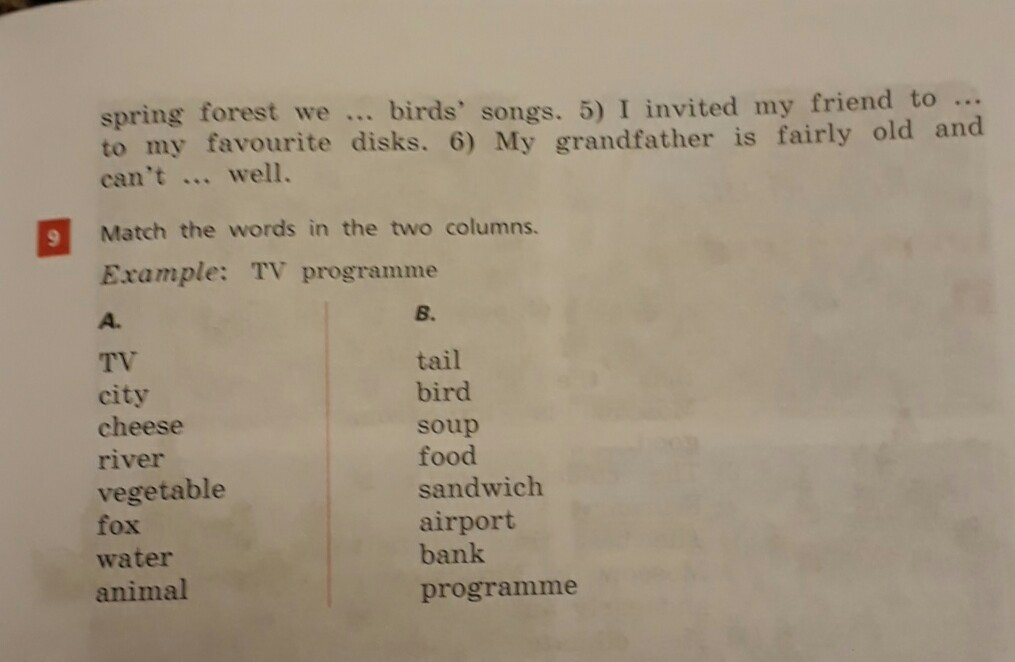 spring forest we ... birds' songs. 5) I invited my friend to ...
to my favourite disks. 6) My grandfather is fairly old and
can't ... well.
9 Match the words in the two columns.
Example: TV programme
A.
TV
city
cheese
river
vegetable
fox
water
animal
B.
tail
bird
soup
food
sandwich
airport
bank
programme